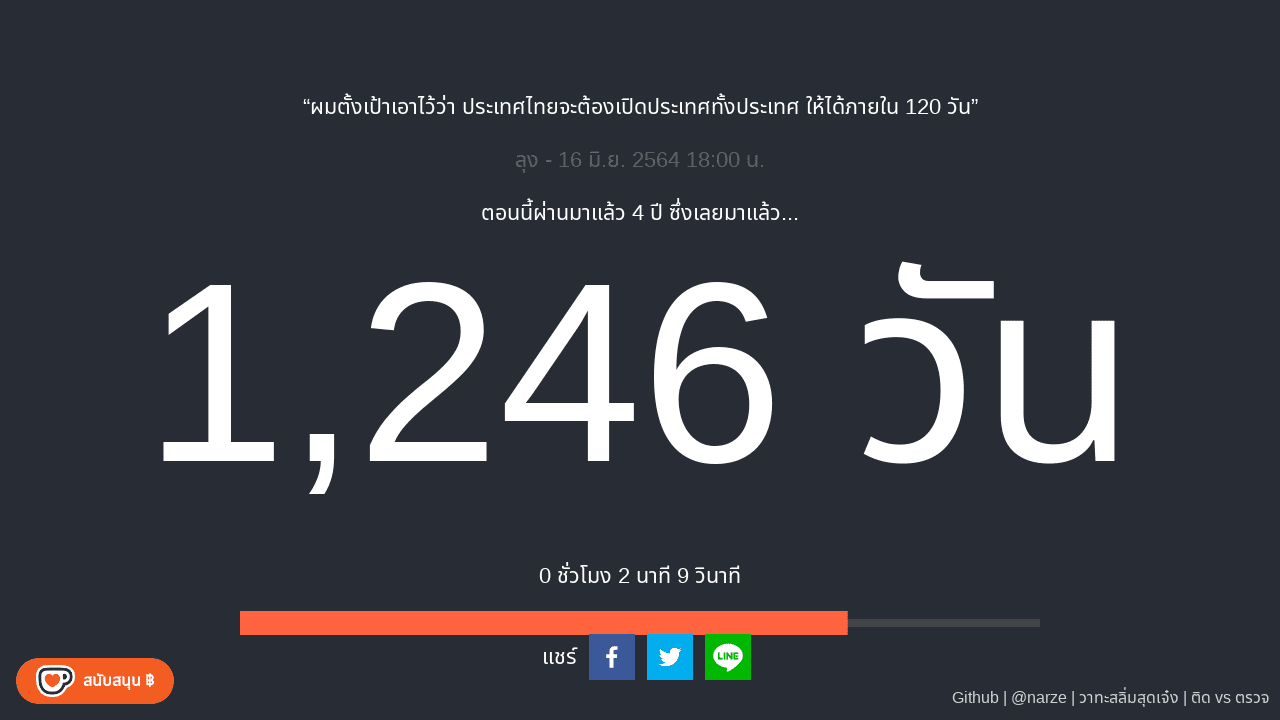 “ผมตั้งเป้าเอาไว้ว่า ประเทศไทยจะต้องเปิดประเทศทั้งประเทศ ให้ได้ภายใน 120 วัน”
ลุง - 16 มิ.ย. 2564 18:00 น.
ตอนนี้ผ่านมาแล้ว 4 ปี ซึ่งเลยมาแล้ว...
1,246 วัน
0 ชั่วโมง 2 นาที 9 วินาที
แชร์
LINE
สนับสนุน ฿
Github | @narze | วาทะสลิ่มสุดเจ๋ง | ติด vs ตรวจ